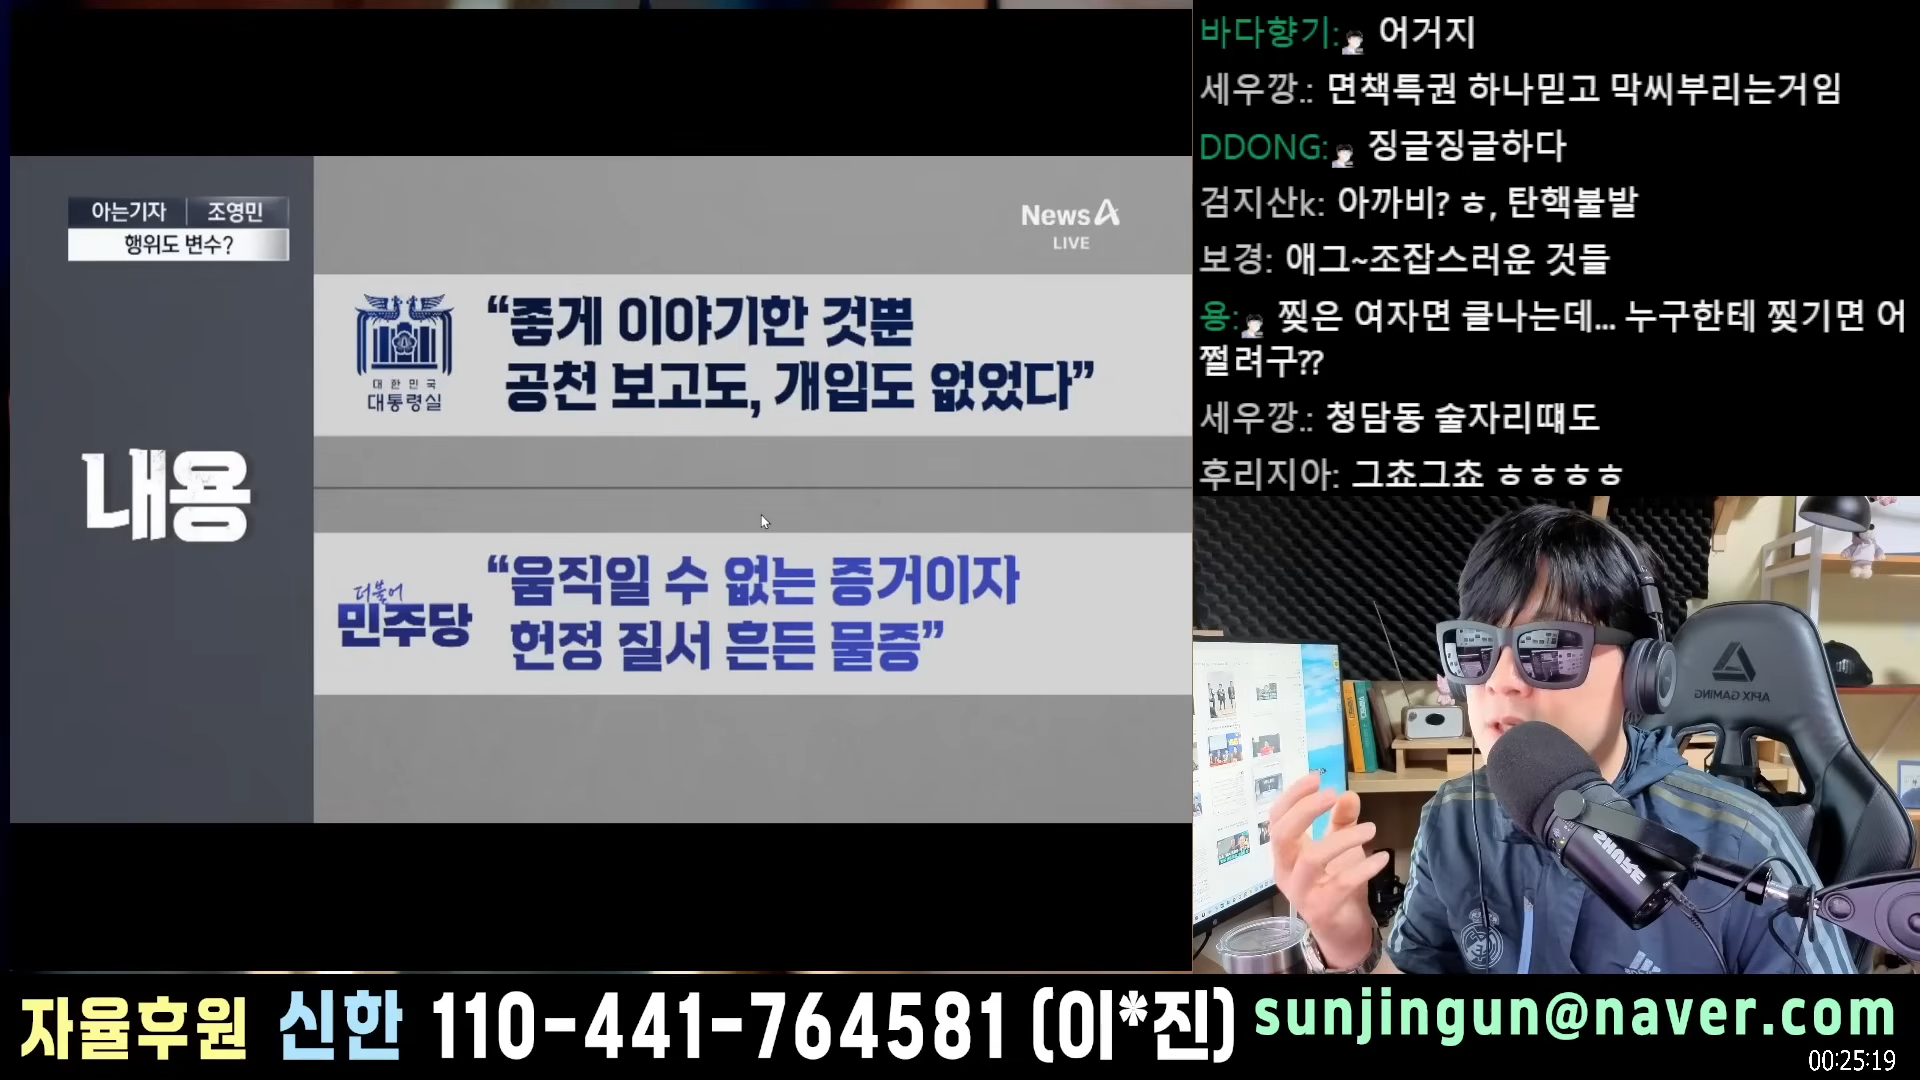 아는기자 조영민
행위도 변수?
News A
LIVE
내용
대한민국
대통령실
“좋게 이야기한 것뿐
공천 보고도, 개입도 없었다”
더불어
민주당
“움직일 수 없는 증거이자
헌정 질서 흔든 물증”
바다향기: 어거지
세우깡.: 면책특권 하나믿고 막씨부리는거임
DDONG: 징글징글하다
검지산k: 아까비? ㅎ, 탄핵불발
보경: 애그~조잡스러운 것들
용: 찢은 여자면 클나는데... 누구한테 찢기면 어
쩔려구??
세우깡.: 청담동 술자리떄도
후리지아: 그쵸그쵸 ㅎㅎㅎㅎ
APIX GAMING
SHURE
자율후원 신한 110-441-764581 (이*진) sunjingun@naver.com
00:25:19